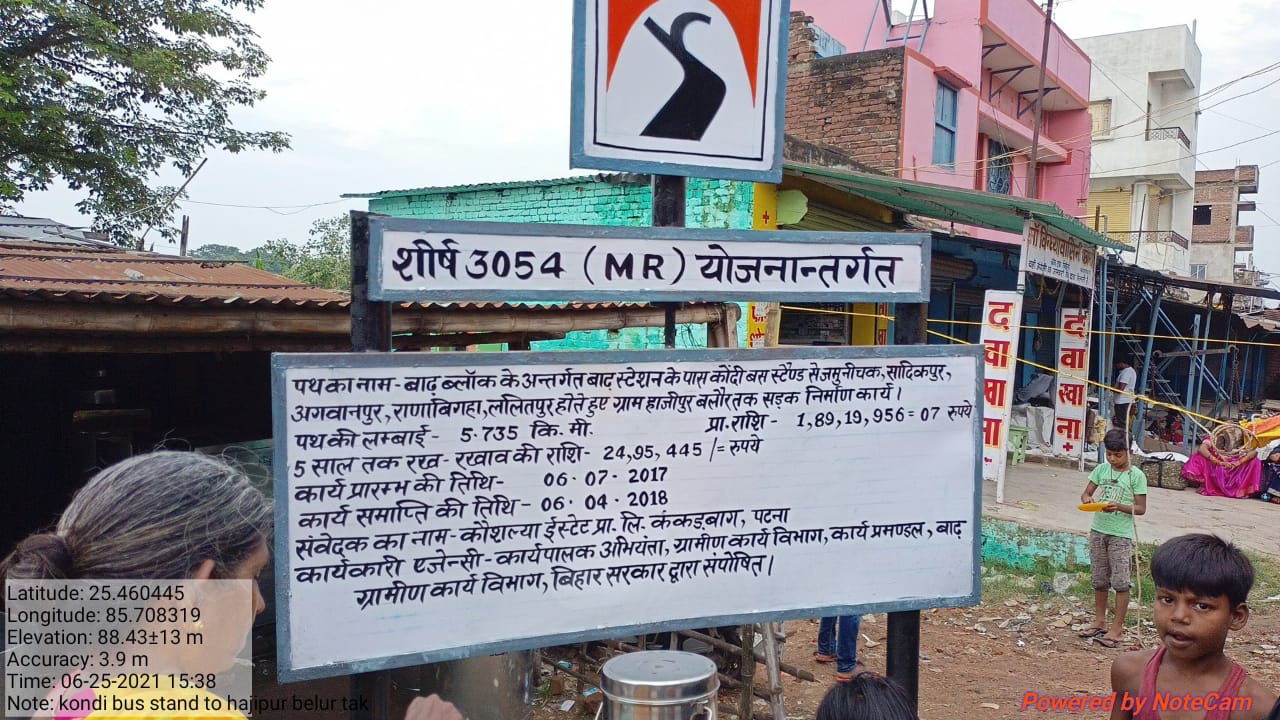 शीर्ष 3054 (MR) योजनान्तर्गत
पथ का नाम - बाढ़ ब्लॉक के अन्तर्गत बाढ़ स्टेशन के पास कोंदी बस स्टैण्ड से जमुनीचक, सादिकपुर,
अगवानपुर, राणाबिगहा, ललितपुर होते हुए ग्राम हाजीपुर बलौर तक सड़क निर्माण कार्य।
पथ की लम्बाई - 5.735 कि. मी. प्रा. राशि - 1,89,19,956=07 रुपये
5 साल तक रख-रखाव की राशि - 24,95,445/= रुपये
कार्य प्रारम्भ की तिथि - 06.07.2017
कार्य समाप्ति की तिथि - 06.04.2018
संवेदक का नाम - कौशल्या ईस्टेट प्रा. लि. कंकड़बाग, पटना
कार्यकारी एजेन्सी - कार्यपालक अभियंता, ग्रामीण कार्य विभाग, कार्य प्रमण्डल, बाढ़
ग्रामीण कार्य विभाग, बिहार सरकार द्वारा संपोषित।
माँ विन्ध्यवासिनी
दवाखाना
दवाखाना
Latitude: 25.460445
Longitude: 85.708319
Elevation: 88.43±13 m
Accuracy: 3.9 m
Time: 06-25-2021 15:38
Note: kondi bus stand to hajipur belur tak
Powered by NoteCam